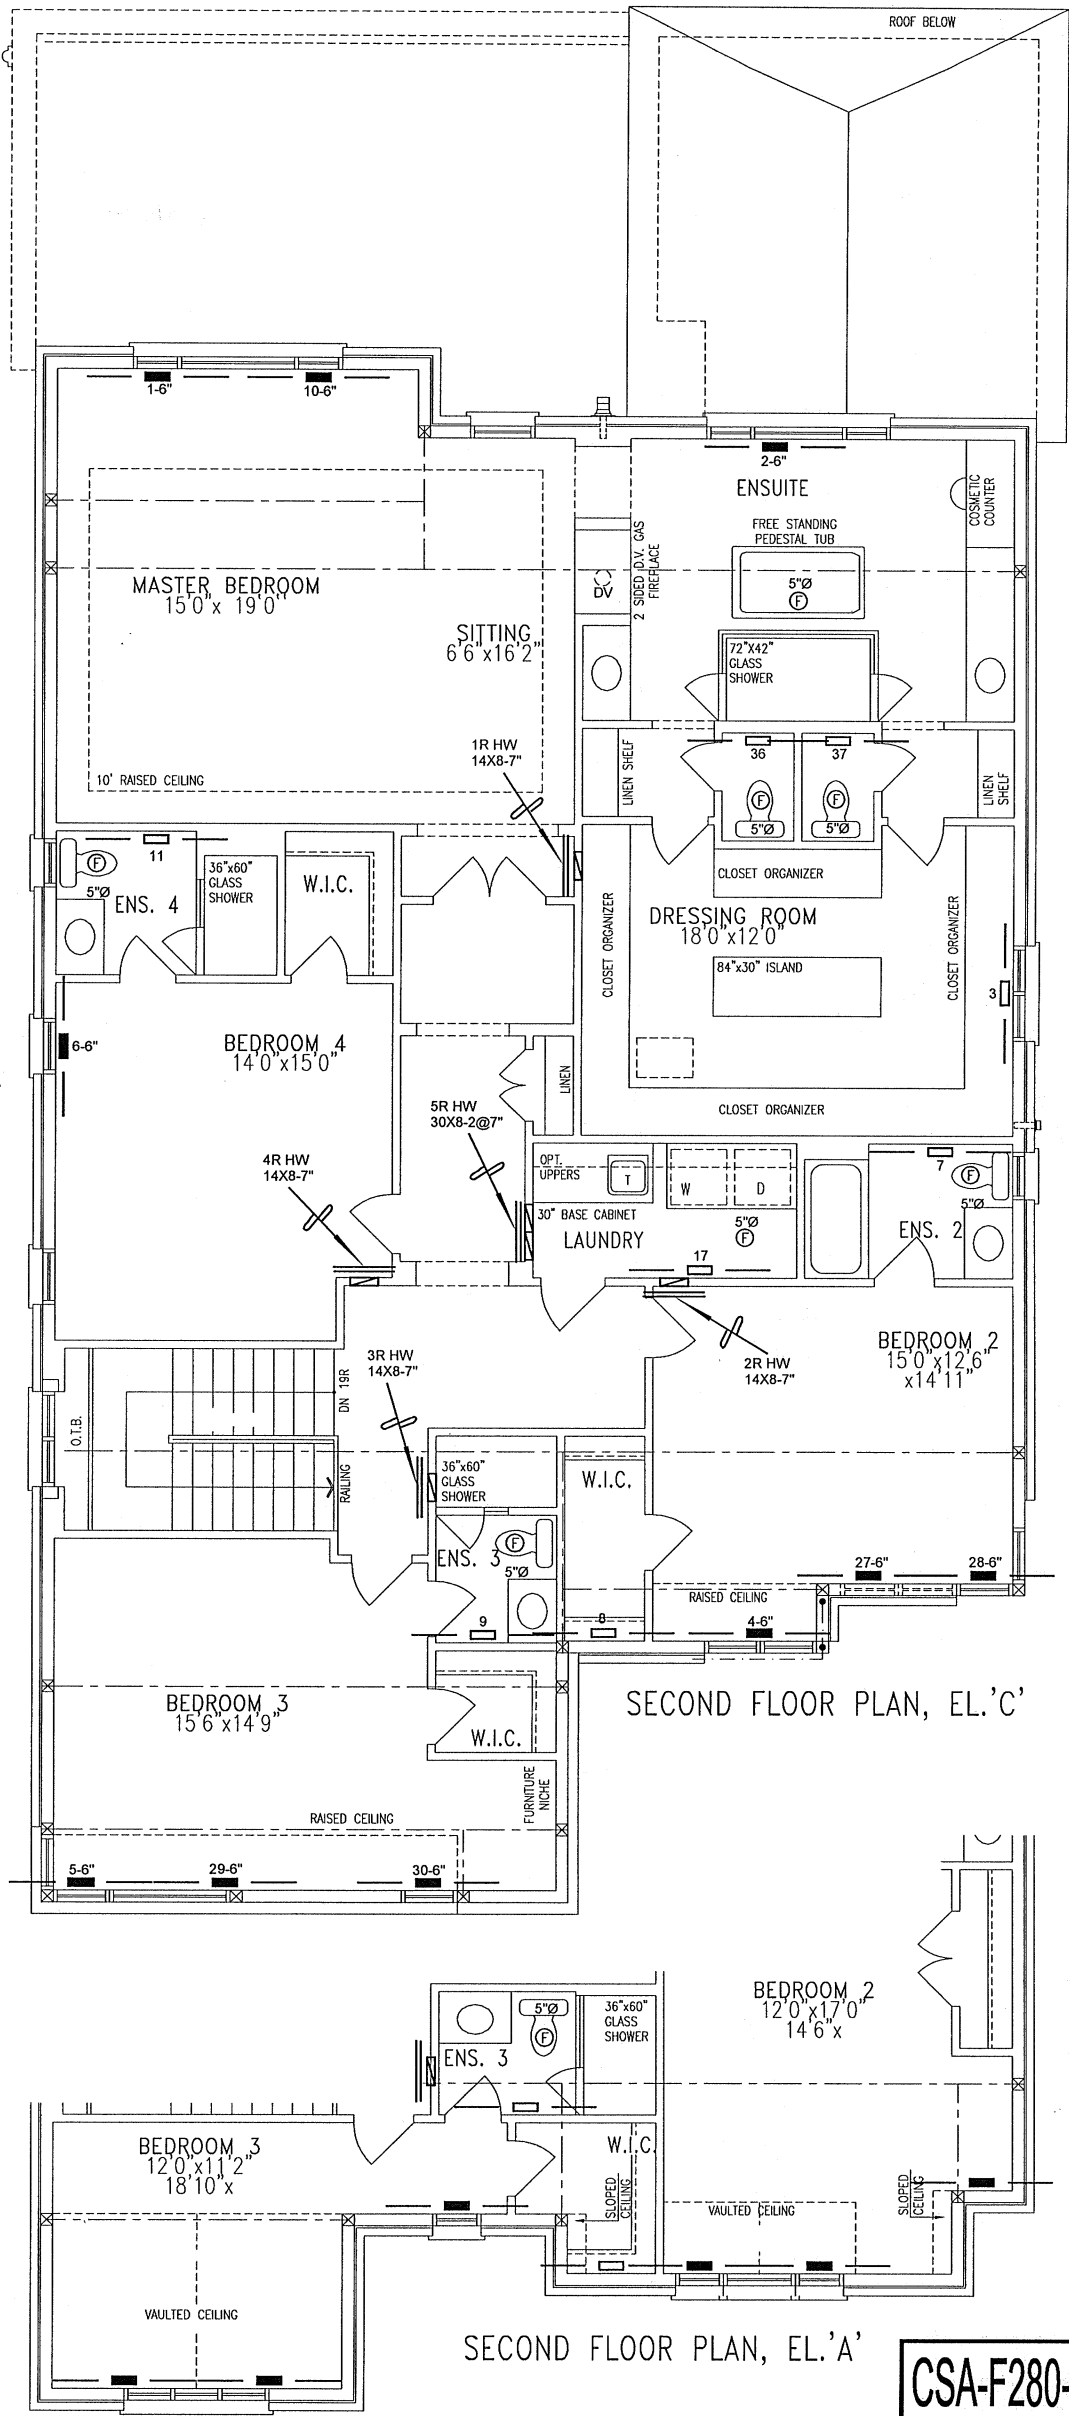 ROOF BELOW
1-6"
10-6"
2-6"
ENSUITE
COSMETIC
COUNTER
FREE STANDING
PEDESTAL TUB
5"Ø
F
2 SIDED D.V. GAS
FIREPLACE
DV
MASTER BEDROOM
15'0"x 19'0"
SITTING
6'6"x16'2"
72"X42"
GLASS
SHOWER
1R HW
14X8-7"
10' RAISED CEILING
LINEN SHELF
36
37
F
F
5"Ø
5"Ø
LINEN
SHELF
11
F
5"Ø
ENS. 4
36"x60"
GLASS
SHOWER
W.I.C.
CLOSET ORGANIZER
DRESSING ROOM
18'0"x12'0"
CLOSET ORGANIZER
CLOSET ORGANIZER
84"x30" ISLAND
3
6-6"
BEDROOM 4
14'0"x15'0"
LINEN
CLOSET ORGANIZER
5R HW
30X8-2@7"
4R HW
14X8-7"
OPT.
UPPERS
T
W
D
30" BASE CABINET
LAUNDRY
5"Ø
F
17
7
F
5"Ø
ENS. 2
BEDROOM 2
15'0"x12'6"
x14'11"
2R HW
14X8-7"
3R HW
14X8-7"
DN 19R
O.T.B.
RAILING
36"x60"
GLASS
SHOWER
W.I.C.
F
ENS. 3
5"Ø
27-6"
28-6"
RAISED CEILING
9
8
4-6"
BEDROOM 3
15'6"x14'9"
W.I.C.
SECOND FLOOR PLAN, EL.'C'
FURNITURE
NICHE
RAISED CEILING
5-6"
29-6"
30-6"
BEDROOM 2
12'0"x17'0"
14'6"x
5"Ø
F
36"x60"
GLASS
SHOWER
ENS. 3
BEDROOM 3
12'0"x11'2"
18'10"x
W.I.C.
SLOPED
CEILING
VAULTED CEILING
SLOPED
CEILING
VAULTED CEILING
SECOND FLOOR PLAN, EL.'A'
CSA-F280-